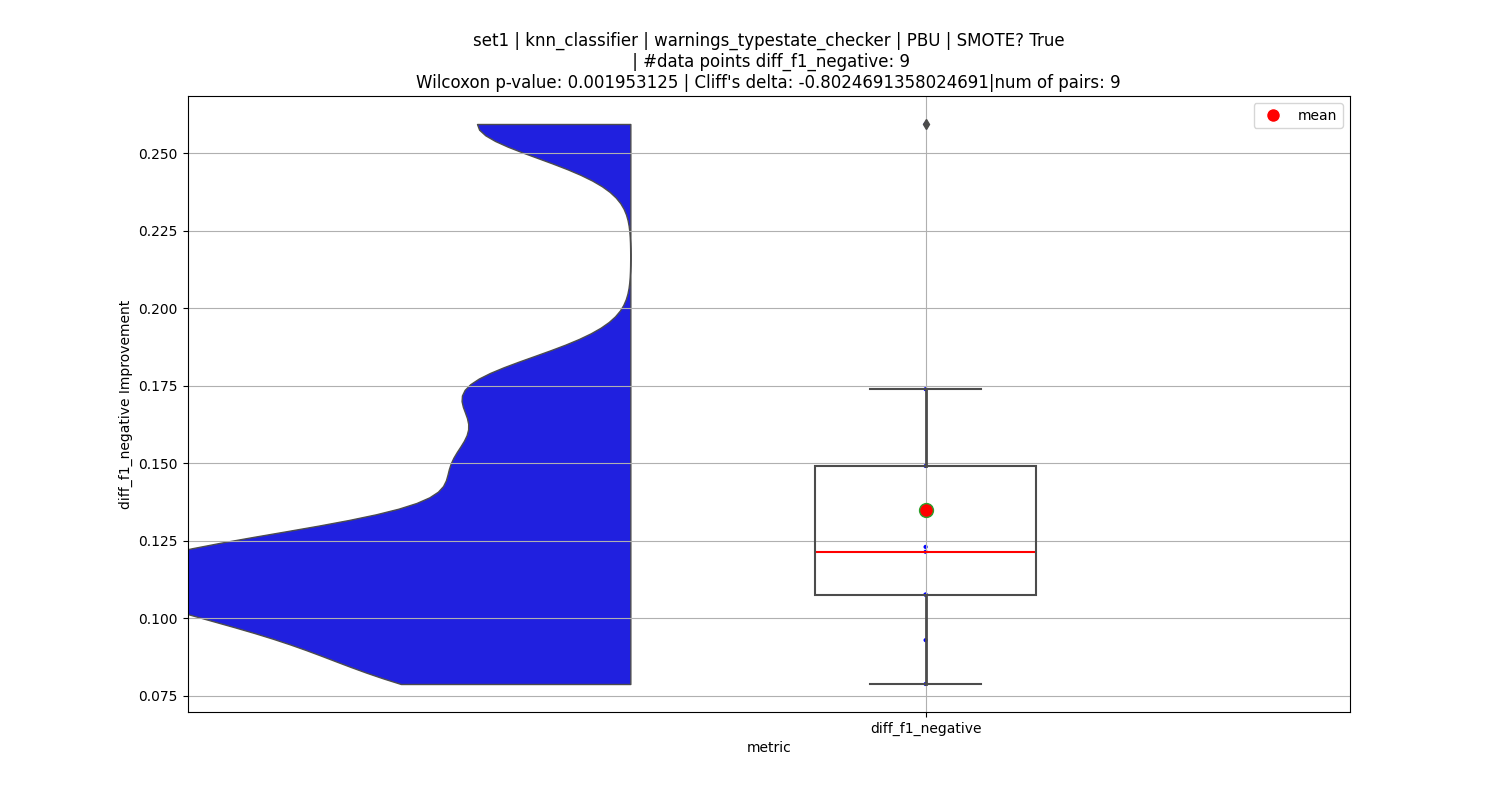 set1 | knn_classifier | warnings_typestate_checker | PBU | SMOTE? True
| #data points diff_f1_negative: 9
Wilcoxon p-value: 0.001953125 | Cliff's delta: -0.8024691358024691|num of pairs: 9
mean
0.250
0.225
0.200
0.175
0.150
0.125
0.100
0.075
diff_f1_negative Improvement
diff_f1_negative
metric